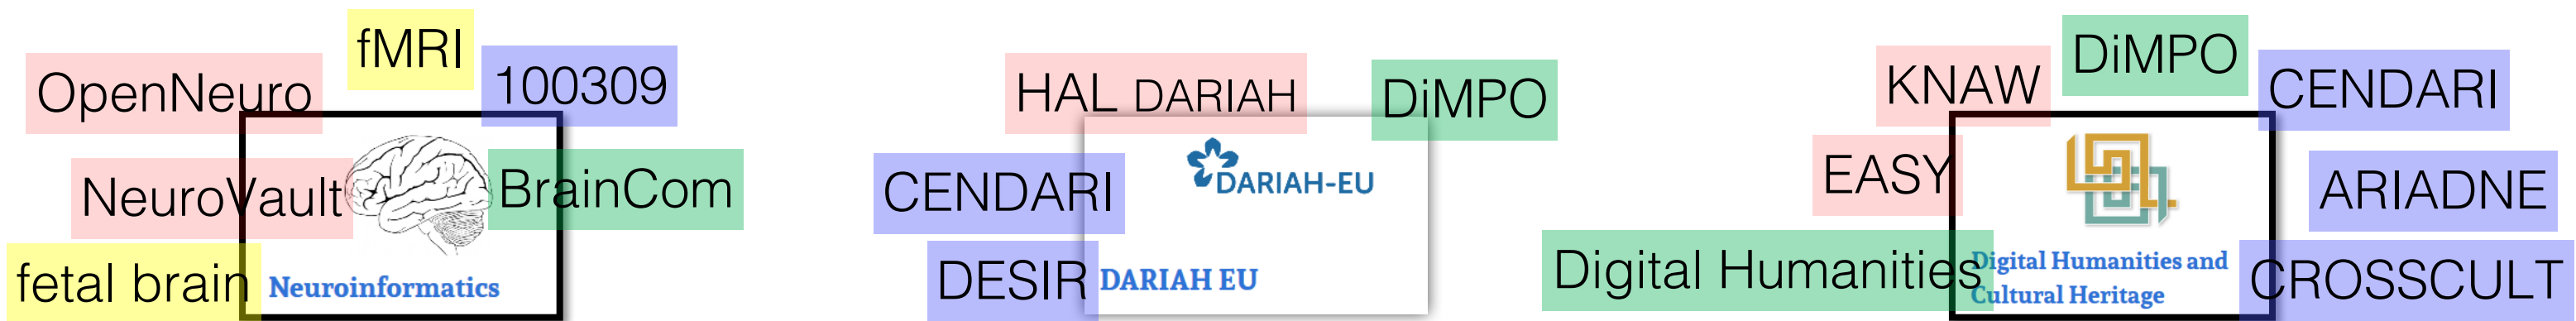 fMRI
OpenNeuro
100309
NeuroVault
BrainCom
fetal brain
Neuroinformatics
HAL DARIAH
DiMPO
CENDARI
DARIAH-EU
DESIR
DARIAH EU
DiMPO
KNAW
CENDARI
EASY
ARIADNE
Digital Humanities
Digital Humanities and
Cultural Heritage
CROSSCULT